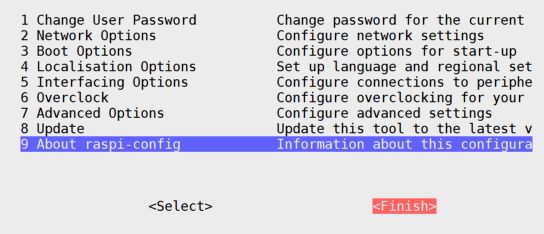 1 Change User Password Change password for the current
2 Network Options Configure network settings
3 Boot Options Configure options for start-up
4 Localisation Options Set up language and regional set
5 Interfacing Options Configure connections to periphe
6 Overclock Configure overclocking for your
7 Advanced Options Configure advanced settings
8 Update Update this tool to the latest v
9 About raspi-config Information about this configura
<Select> <Finish>